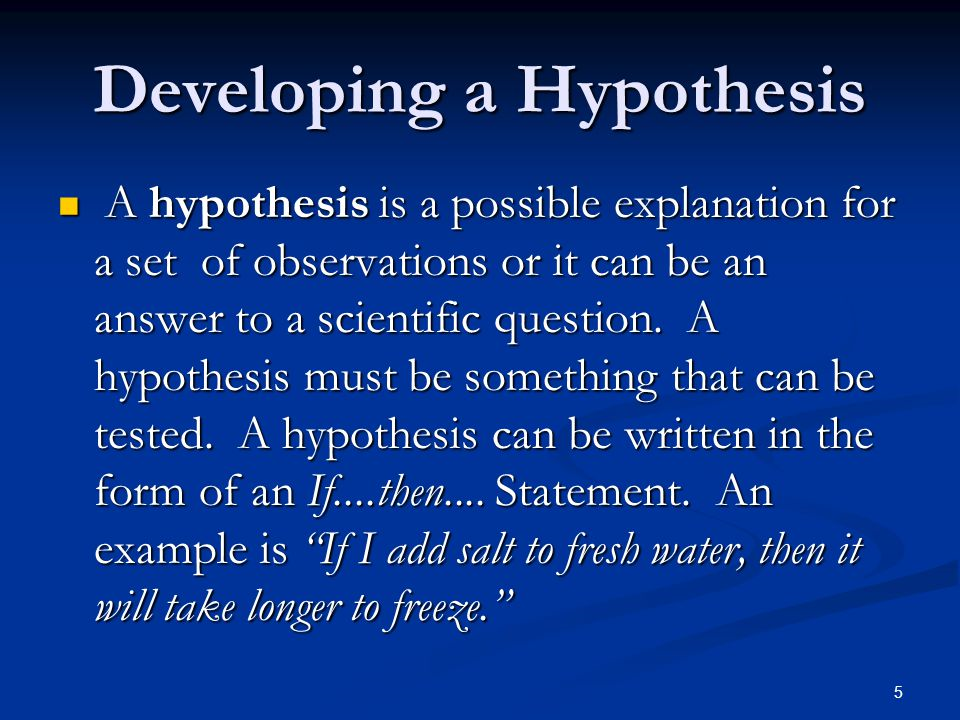 Developing a Hypothesis
A hypothesis is a possible explanation for
a set of observations or it can be an
answer to a scientific question. A
hypothesis must be something that can be
tested. A hypothesis can be written in the
form of an If....then.... Statement. An
example is “If I add salt to fresh water, then it
will take longer to freeze.”
5